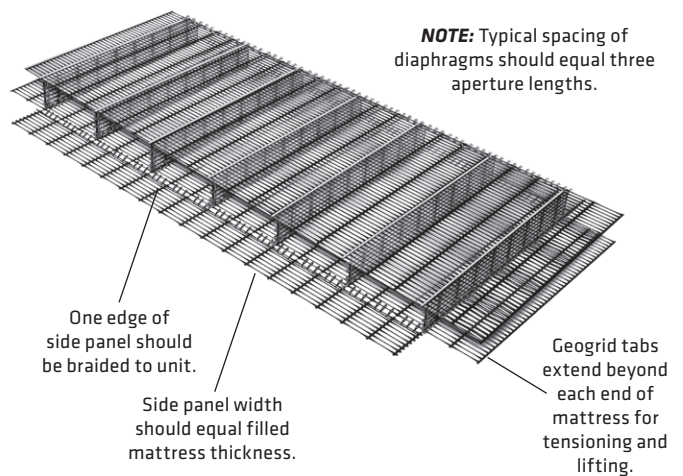 NOTE: Typical spacing of
diaphragms should equal three
aperture lengths.
One edge of
side panel should
be braided to unit.
Side panel width
should equal filled
mattress thickness.
Geogrid tabs
extend beyond
each end of
mattress for
tensioning and
lifting.